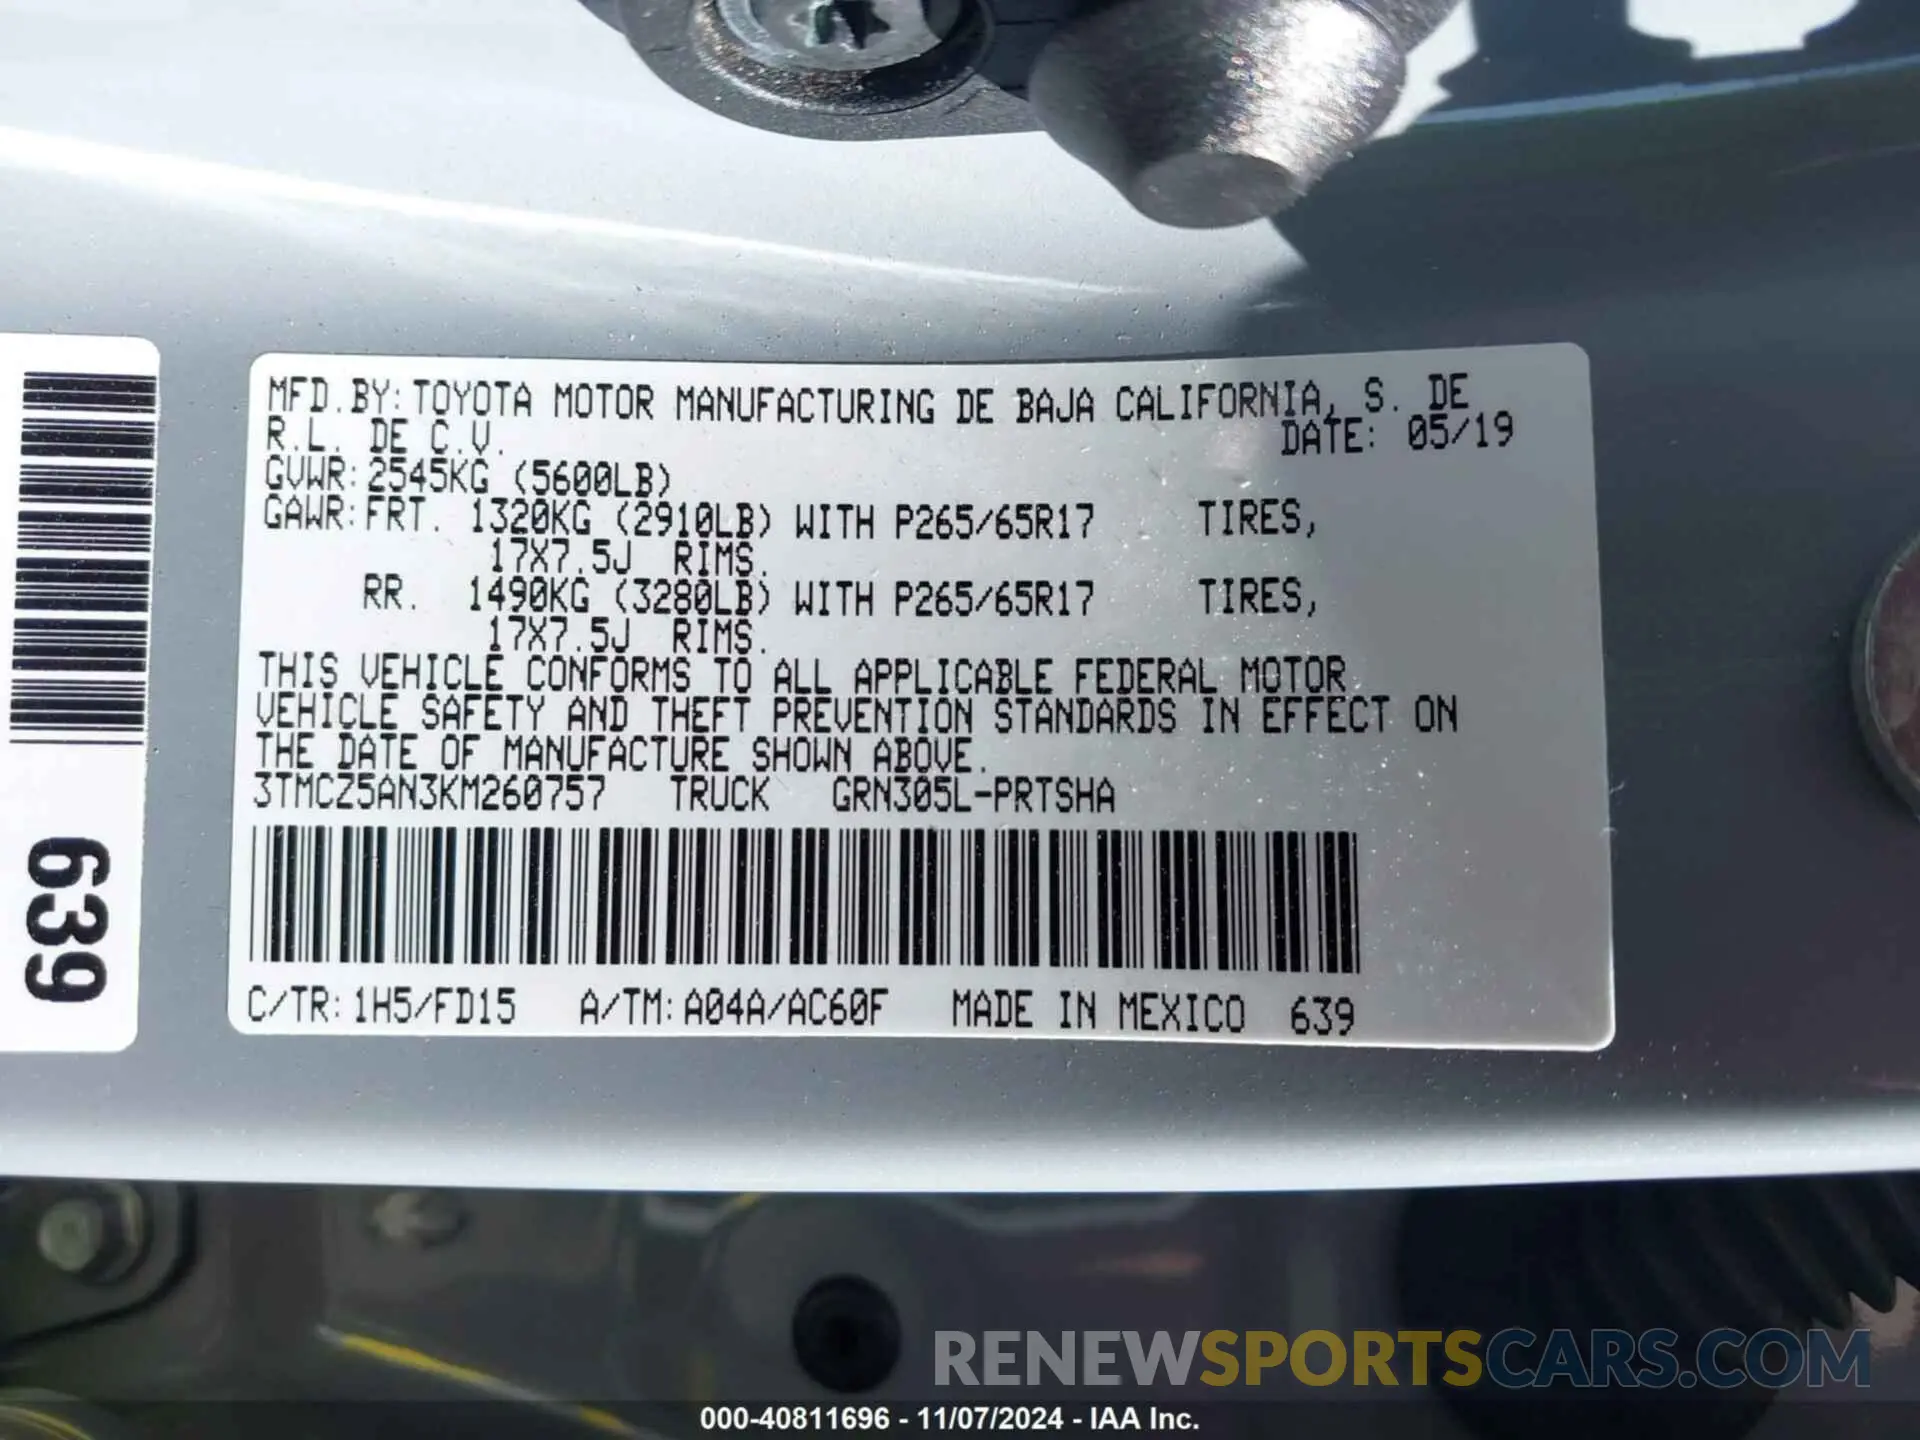 MFD.BY: TOYOTA MOTOR MANUFACTURING DE BAJA CALIFORNIA, S. DE
R.L. DE C.V. DATE: 05/19
GVWR: 2545KG (5600LB)
GAWR: FRT. 1320KG (2910LB) WITH P265/65R17 TIRES,
17X7.5J RIMS.
RR. 1490KG (3280LB) WITH P265/65R17 TIRES,
17X7.5J RIMS.
THIS VEHICLE CONFORMS TO ALL APPLICABLE FEDERAL MOTOR
VEHICLE SAFETY AND THEFT PREVENTION STANDARDS IN EFFECT ON
THE DATE OF MANUFACTURE SHOWN ABOVE.
3TMCZ5AN3KM260757 TRUCK GRN305L-PRTSHA
C/TR: 1H5/FD15 A/TM: A04A/AC60F MADE IN MEXICO 639
639
RENEWSPORTSCARS.COM
000-40811696 - 11/07/2024 - IAA Inc.